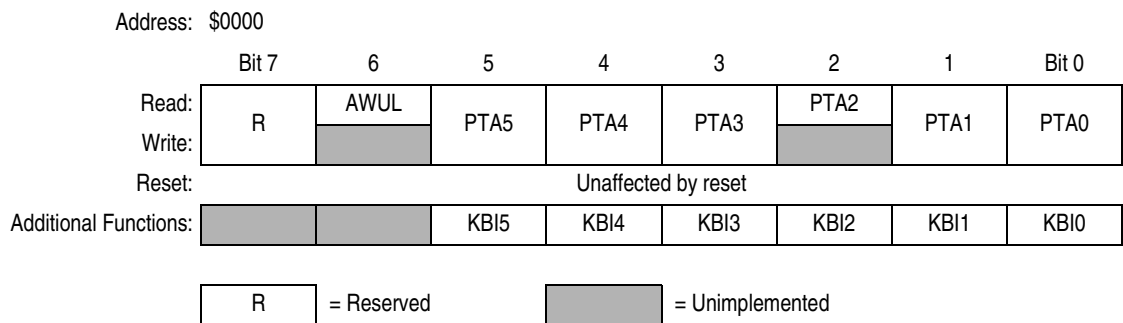 Address: $0000
Bit 7 6 5 4 3 2 1 Bit 0
Read: R AWUL PTA5 PTA4 PTA3 PTA2 PTA1 PTA0
Write:
Reset: Unaffected by reset
Additional Functions: KBI5 KBI4 KBI3 KBI2 KBI1 KBI0
R = Reserved = Unimplemented